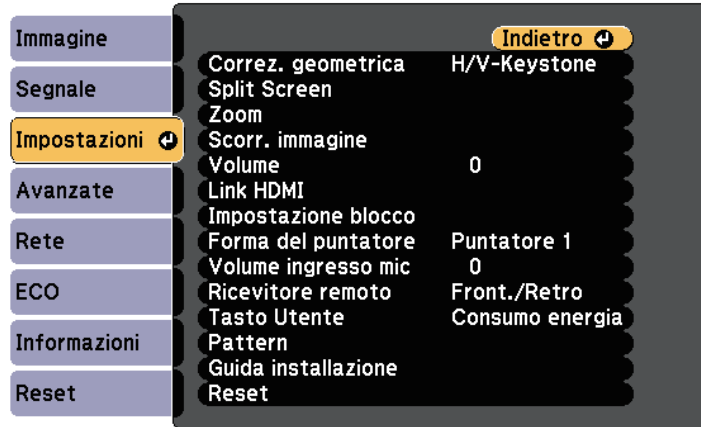 Immagine
Segnale
Impostazioni
Avanzate
Rete
ECO
Informazioni
Reset
Indietro
Correz. geometrica H/V-Keystone
Split Screen
Zoom
Scorr. immagine
Volume 0
Link HDMI
Impostazione blocco
Forma del puntatore Puntatore 1
Volume ingresso mic 0
Ricevitore remoto Front./Retro
Tasto Utente Consumo energia
Pattern
Guida installazione
Reset